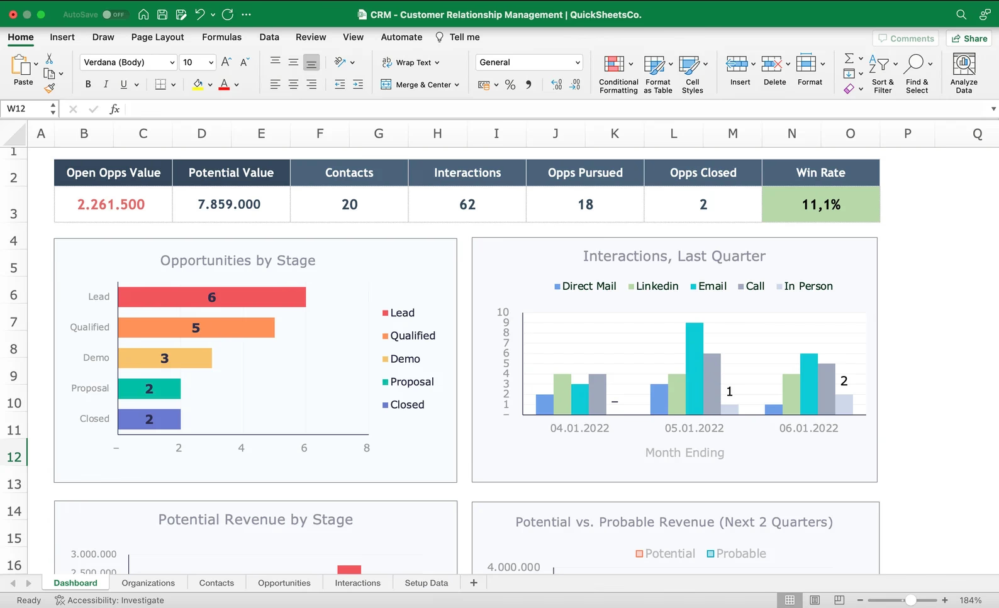 AutoSave OFF
CRM - Customer Relationship Management | QuickSheetsCo.
Home Insert Draw Page Layout Formulas Data Review View Automate Tell me Comments Share
Paste
Verdana (Body) 10
B I U
A
Wrap Text
Merge & Center
General
%
Conditional Formatting
Format as Table
Cell Styles
Insert
Delete
Format
Sort & Filter
Find & Select
Analyze Data
W12 fx
A B C D E F G H I J K L M N O P Q
1
2
3
4
5
6
7
8
9
10
11
12
13
14
15
16
Open Opps Value Potential Value Contacts Interactions Opps Pursued Opps Closed Win Rate
2.261.500 7.859.000 20 62 18 2 11,1%
Opportunities by Stage
Lead 6
Qualified 5
Demo 3
Proposal 2
Closed 2
– 2 4 6 8
Lead
Qualified
Demo
Proposal
Closed
Interactions, Last Quarter
Direct Mail Linkedin Email Call In Person
10
9
8
7
6
5
4
3
2
1
–
– 1 2
04.01.2022 05.01.2022 06.01.2022
Month Ending
Potential Revenue by Stage
3.000.000
2.500.000
Potential vs. Probable Revenue (Next 2 Quarters)
Potential Probable
4.000.000
Dashboard Organizations Contacts Opportunities Interactions Setup Data +
Ready Accessibility: Investigate – + 184%